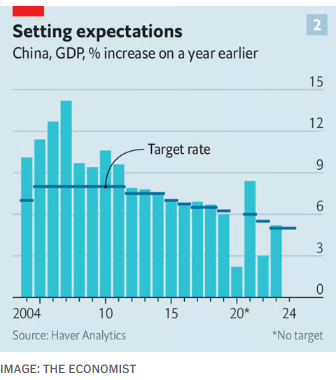 Setting expectations
2
China, GDP, % increase on a year earlier
15
12
Target rate
9
6
3
0
2004 10 15 20* 24
Source: Haver Analytics *No target
IMAGE: THE ECONOMIST